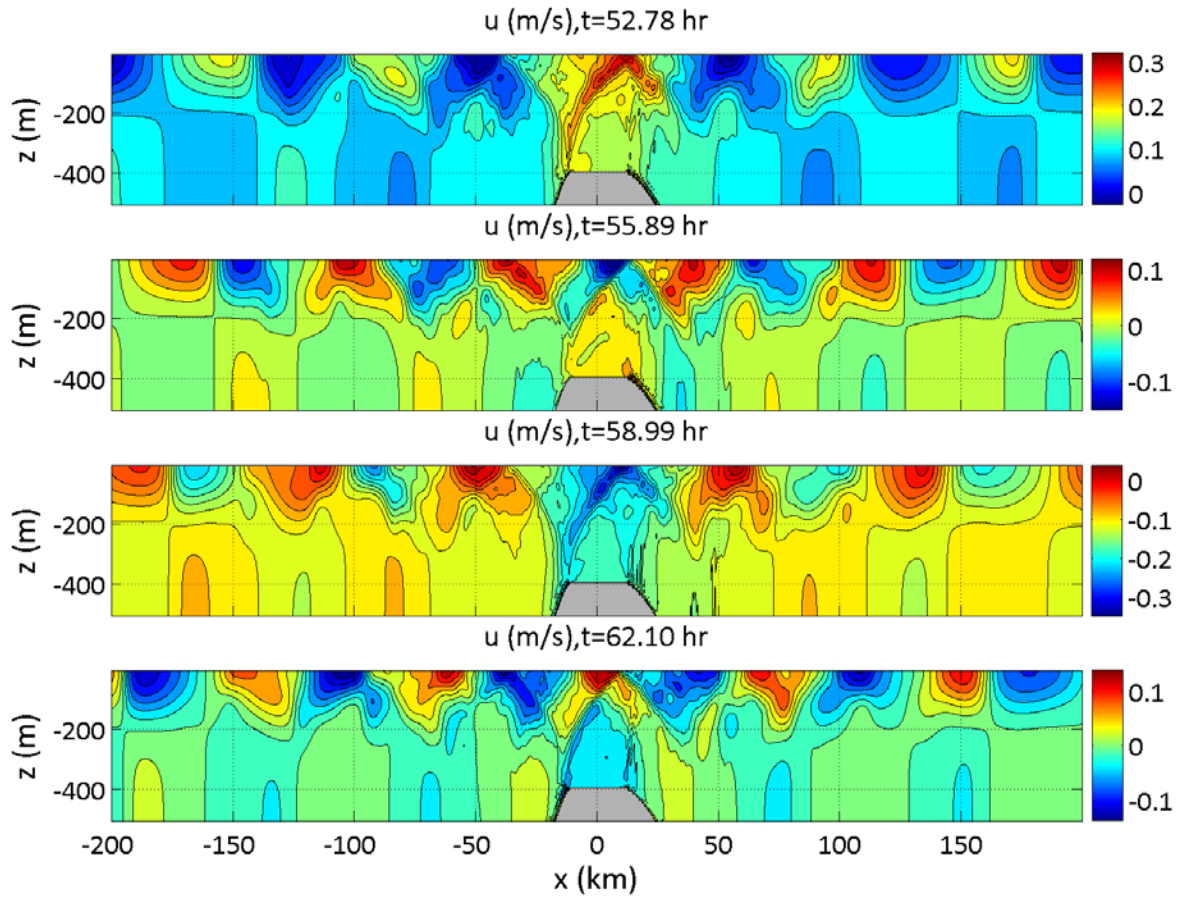 u (m/s),t=52.78 hr
z (m)
-200
-400
0.3
0.2
0.1
0
u (m/s),t=55.89 hr
z (m)
-200
-400
0.1
0
-0.1
u (m/s),t=58.99 hr
z (m)
-200
-400
0
-0.1
-0.2
-0.3
u (m/s),t=62.10 hr
z (m)
-200
-400
0.1
0
-0.1
-200 -150 -100 -50 0 50 100 150
x (km)